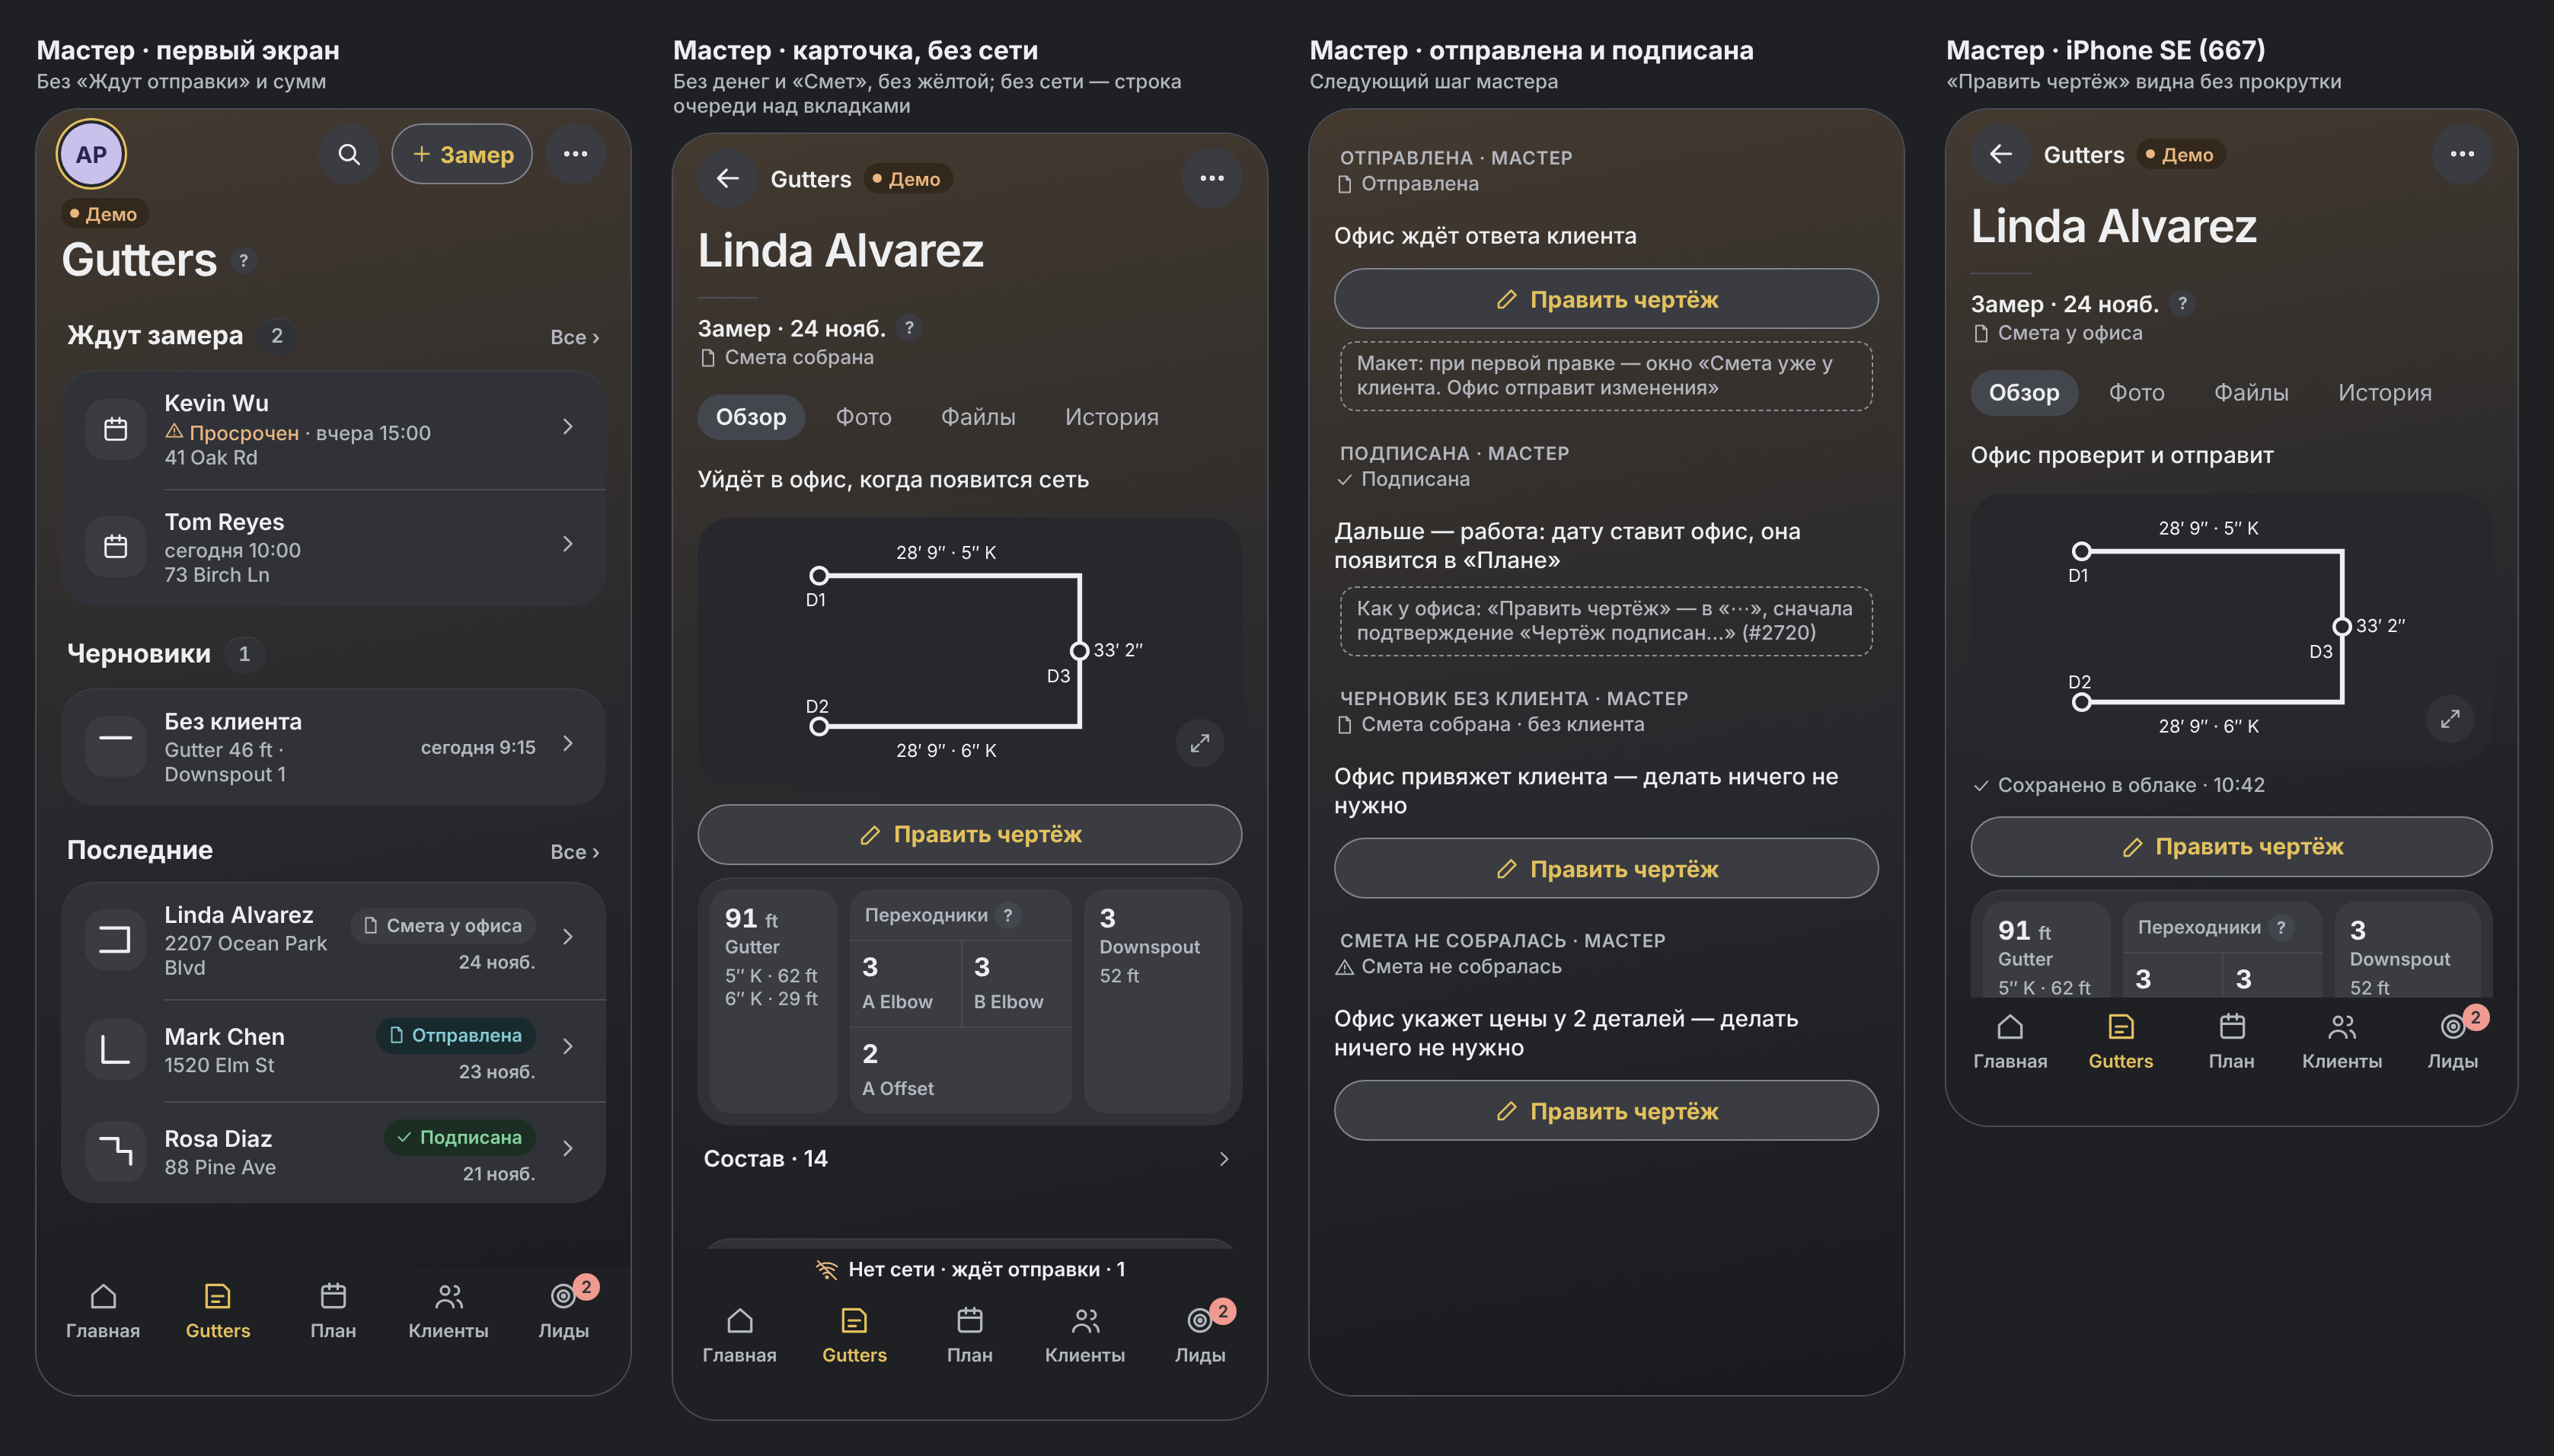 Мастер · первый экран
Без «Ждут отправки» и сумм
AP
+ Замер
Демо
Gutters ?
Ждут замера 2
Все ›
Kevin Wu
Просрочен · вчера 15:00
41 Oak Rd
Tom Reyes
сегодня 10:00
73 Birch Ln
Черновики 1
Без клиента
Gutter 46 ft ·
Downspout 1
сегодня 9:15
Последние
Все ›
Linda Alvarez
2207 Ocean Park
Blvd
Смета у офиса
24 нояб.
Mark Chen
1520 Elm St
Отправлена
23 нояб.
Rosa Diaz
88 Pine Ave
Подписана
21 нояб.
Главная
Gutters
План
Клиенты
Лиды
2
Мастер · карточка, без сети
Без денег и «Смет», без жёлтой; без сети — строка
очереди над вкладками
Gutters
Демо
Linda Alvarez
Замер · 24 нояб. ?
Смета собрана
Обзор
Фото
Файлы
История
Уйдёт в офис, когда появится сеть
28′ 9″ · 5″ K
D1
33′ 2″
D3
D2
28′ 9″ · 6″ K
Править чертёж
91 ft
Gutter
5″ K · 62 ft
6″ K · 29 ft
Переходники ?
3
A Elbow
3
B Elbow
2
A Offset
3
Downspout
52 ft
Состав · 14
Нет сети · ждёт отправки · 1
Главная
Gutters
План
Клиенты
Лиды
2
Мастер · отправлена и подписана
Следующий шаг мастера
ОТПРАВЛЕНА · МАСТЕР
Отправлена
Офис ждёт ответа клиента
Править чертёж
Макет: при первой правке — окно «Смета уже у
клиента. Офис отправит изменения»
ПОДПИСАНА · МАСТЕР
Подписана
Дальше — работа: дату ставит офис, она
появится в «Плане»
Как у офиса: «Править чертёж» — в «···», сначала
подтверждение «Чертёж подписан...» (#2720)
ЧЕРНОВИК БЕЗ КЛИЕНТА · МАСТЕР
Смета собрана · без клиента
Офис привяжет клиента — делать ничего не
нужно
Править чертёж
СМЕТА НЕ СОБРАЛАСЬ · МАСТЕР
Смета не собралась
Офис укажет цены у 2 деталей — делать
ничего не нужно
Править чертёж
Мастер · iPhone SE (667)
«Править чертёж» видна без прокрутки
Gutters
Демо
Linda Alvarez
Замер · 24 нояб. ?
Смета у офиса
Обзор
Фото
Файлы
История
Офис проверит и отправит
28′ 9″ · 5″ K
D1
33′ 2″
D3
D2
28′ 9″ · 6″ K
Сохранено в облаке · 10:42
Править чертёж
91 ft
Gutter
5″ K · 62 ft
Переходники ?
3
3
3
Downspout
52 ft
Главная
Gutters
План
Клиенты
Лиды
2